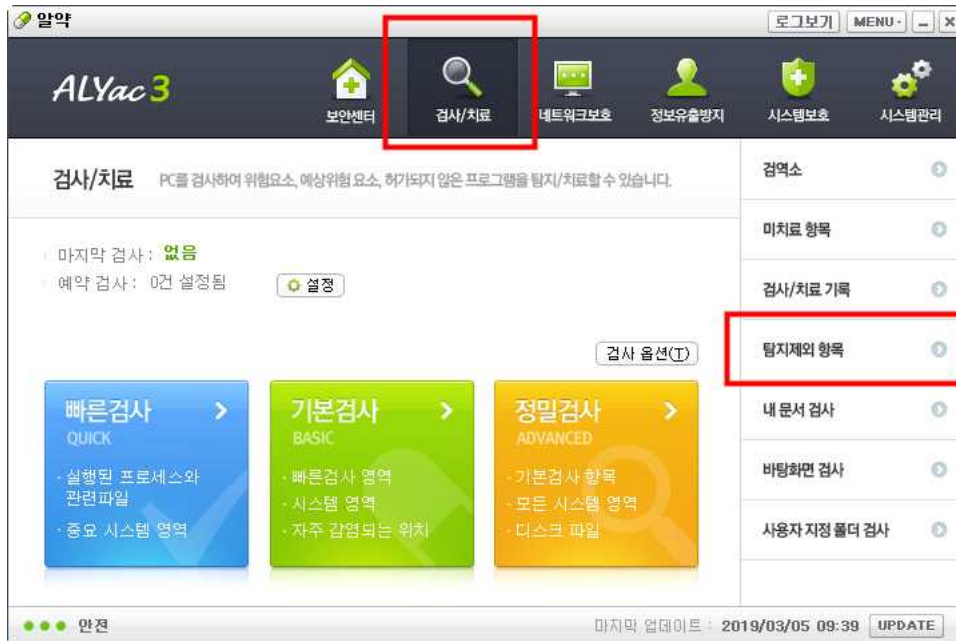 알약
로그보기 MENU
ALYac 3
보안센터 검사/치료 네트워크보호 정보유출방지 시스템보호 시스템관리
검사/치료 PC를 검사하여 위험요소, 예상위험 요소, 허가되지 않은 프로그램을 탐지/치료할 수 있습니다.
마지막 검사 : 없음
예약 검사 : 0건 설정됨 설정
검사 옵션(T)
빠른검사
QUICK
· 실행된 프로세스와
관련파일
· 중요 시스템 영역
기본검사
BASIC
· 빠른검사 영역
· 시스템 영역
· 자주 감염되는 위치
정밀검사
ADVANCED
· 기본검사 항목
· 모든 시스템 영역
· 디스크 파일
검역소
미치료 항목
검사/치료 기록
탐지제외 항목
내 문서 검사
바탕화면 검사
사용자 지정 폴더 검사
안전
마지막 업데이트 : 2019/03/05 09:39 UPDATE